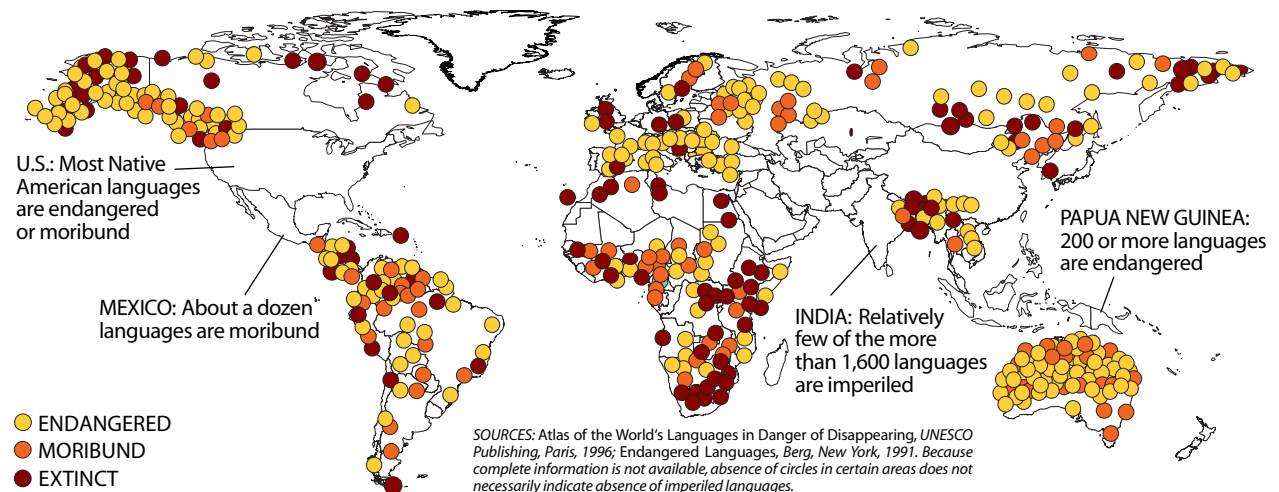 U.S.: Most Native
American languages
are endangered
or moribund
MEXICO: About a dozen
languages are moribund
PAPUA NEW GUINEA:
200 or more languages
are endangered
INDIA: Relatively
few of the more
than 1,600 languages
are imperiled
ENDANGERED
MORIBUND
EXTINCT
SOURCES: Atlas of the World's Languages in Danger of Disappearing, UNESCO
Publishing, Paris, 1996; Endangered Languages, Berg, New York, 1991. Because
complete information is not available, absence of circles in certain areas does not
necessarily indicate absence of imperiled languages.